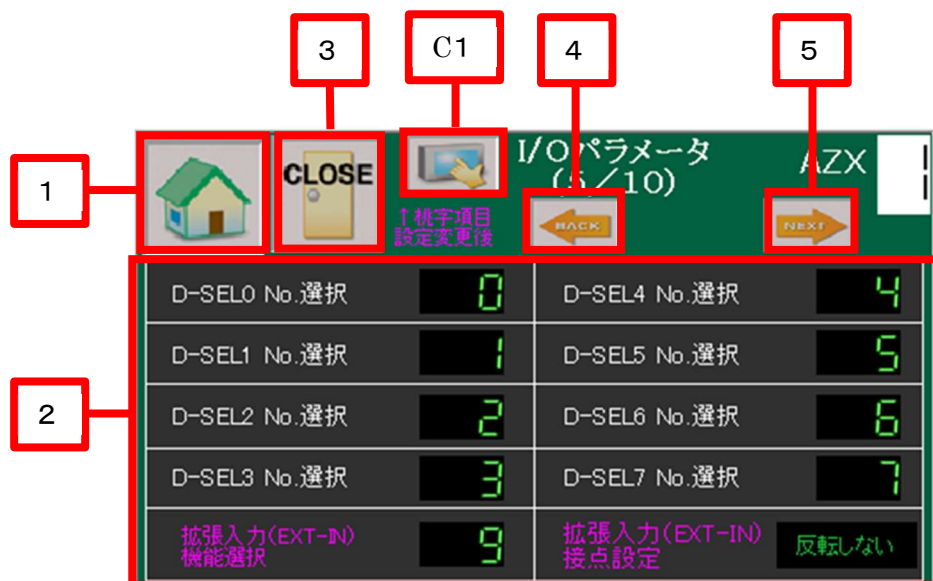 3
C1
4
5
1
CLOSE
I/Oパラメータ
(5/10)
AZX
1
↑桃字項目
設定変更後
BACK
NEXT
2
D-SEL0 No.選択 0
D-SEL4 No.選択 4
D-SEL1 No.選択 1
D-SEL5 No.選択 5
D-SEL2 No.選択 2
D-SEL6 No.選択 6
D-SEL3 No.選択 3
D-SEL7 No.選択 7
拡張入力(EXT-IN)
機能選択 9
拡張入力(EXT-IN)
接点設定 反転しない